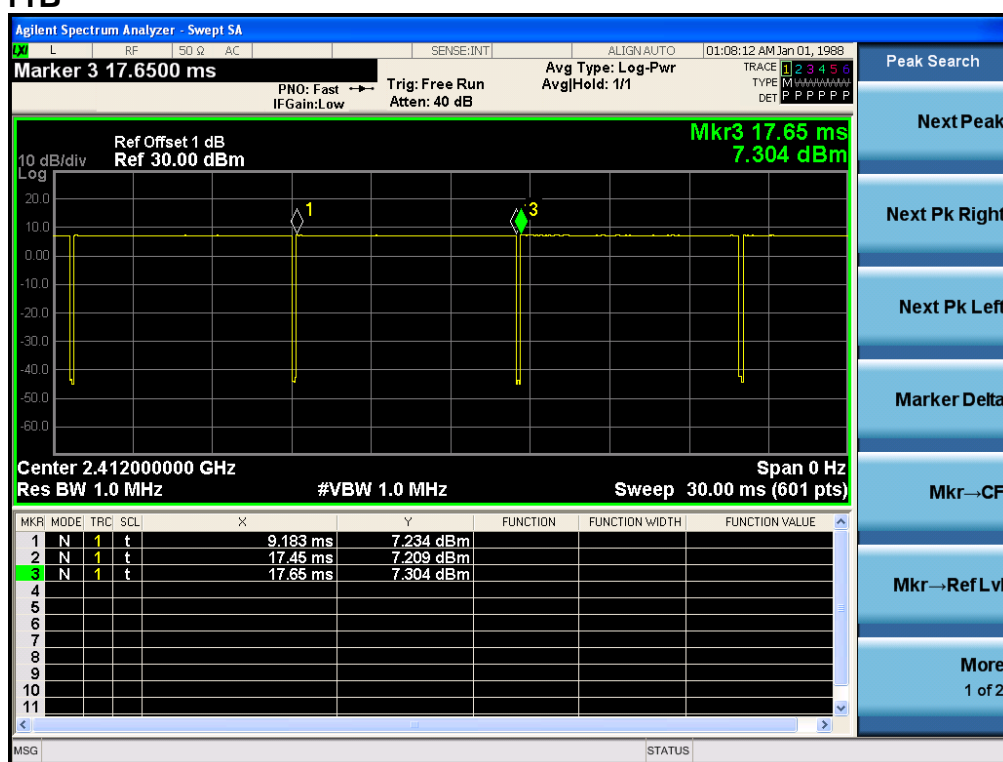 Agilent Spectrum Analyzer - Swept SA
LXI L RF 50 Ω AC SENSE:INT ALIGN AUTO 01:08:12 AM Jan 01, 1988
Marker 3 17.6500 ms
PNO: Fast
IFGain:Low
Trig: Free Run
Atten: 40 dB
Avg Type: Log-Pwr
Avg|Hold: 1/1
TRACE 1 2 3 4 5 6
TYPE M W W W W W
DET P P P P P P
Ref Offset 1 dB
Ref 30.00 dBm
10 dB/div
Log
Mkr3 17.65 ms
7.304 dBm
20.0
10.0
0.00
-10.0
-20.0
-30.0
-40.0
-50.0
-60.0
1
3
Center 2.412000000 GHz Span 0 Hz
Res BW 1.0 MHz #VBW 1.0 MHz Sweep 30.00 ms (601 pts)
MKR MODE TRC SCL X Y FUNCTION FUNCTION WIDTH FUNCTION VALUE
1 N 1 t 9.183 ms 7.234 dBm
2 N 1 t 17.45 ms 7.209 dBm
3 N 1 t 17.65 ms 7.304 dBm
4
5
6
7
8
9
10
11
MSG STATUS
Peak Search
Next Peak
Next Pk Right
Next Pk Left
Marker Delta
Mkr→CF
Mkr→Ref Lvl
More
1 of 2